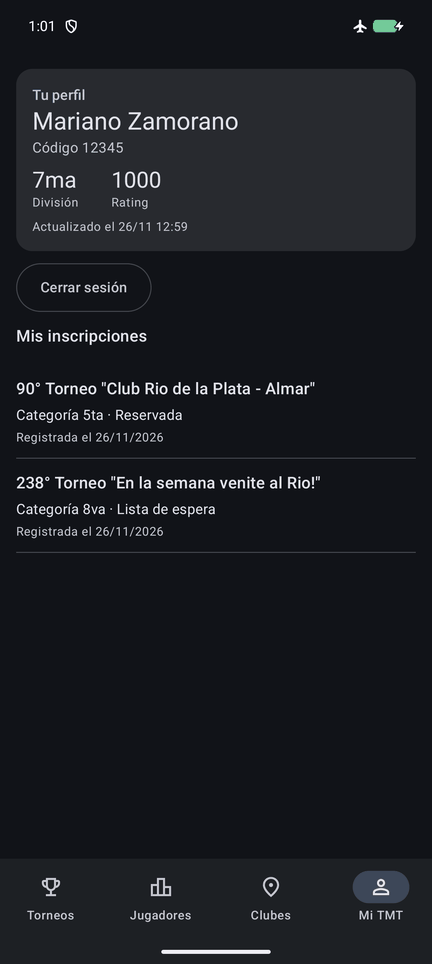 1:01
Tu perfil
Mariano Zamorano
Código 12345
7ma 1000
División Rating
Actualizado el 26/11 12:59
Cerrar sesión
Mis inscripciones
90° Torneo "Club Rio de la Plata - Almar"
Categoría 5ta · Reservada
Registrada el 26/11/2026
238° Torneo "En la semana venite al Rio!"
Categoría 8va · Lista de espera
Registrada el 26/11/2026
Torneos Jugadores Clubes Mi TMT